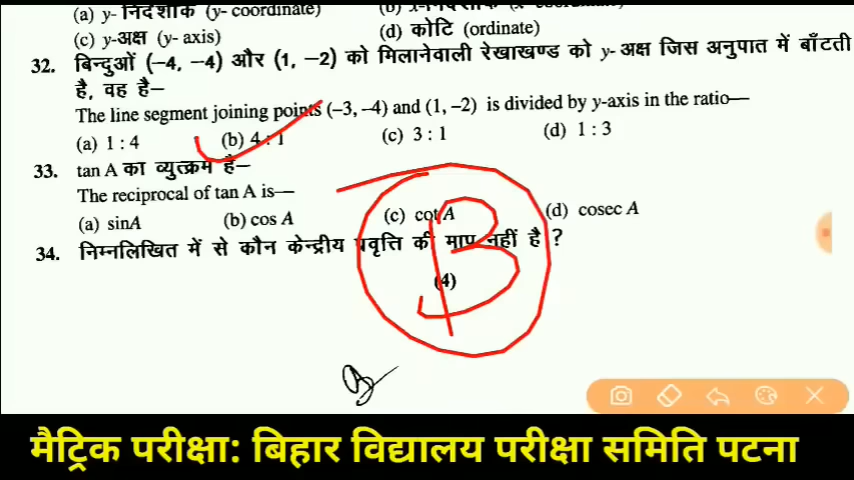 (a) y- निर्देशांक (y- coordinate)
(c) y-अक्ष (y- axis)
(d) कोटि (ordinate)
32. बिन्दुओं (−4, −4) और (1, −2) को मिलानेवाली रेखाखण्ड को y- अक्ष जिस अनुपात में बाँटती
है, वह है—
The line segment joining points (−3, −4) and (1, −2) is divided by y-axis in the ratio—
(a) 1 : 4 (b) 4 : 1 (c) 3 : 1 (d) 1 : 3
33. tan A का व्युत्क्रम है—
The reciprocal of tan A is—
(a) sinA (b) cos A (c) cot A (d) cosec A
34. निम्नलिखित में से कौन केन्द्रीय प्रवृत्ति की माप नहीं है ?
(4)
B
मैट्रिक परीक्षा: बिहार विद्यालय परीक्षा समिति पटना